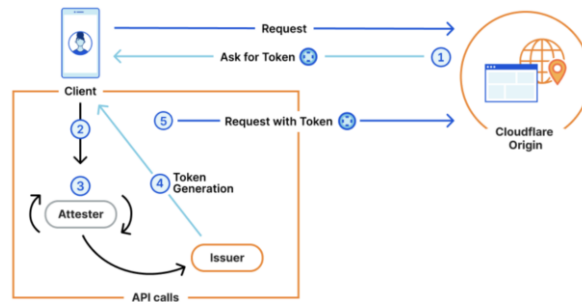 Request
Ask for Token
1
Client
2
5
Request with Token
Cloudflare
Origin
3
4
Token
Generation
Attester
Issuer
API calls